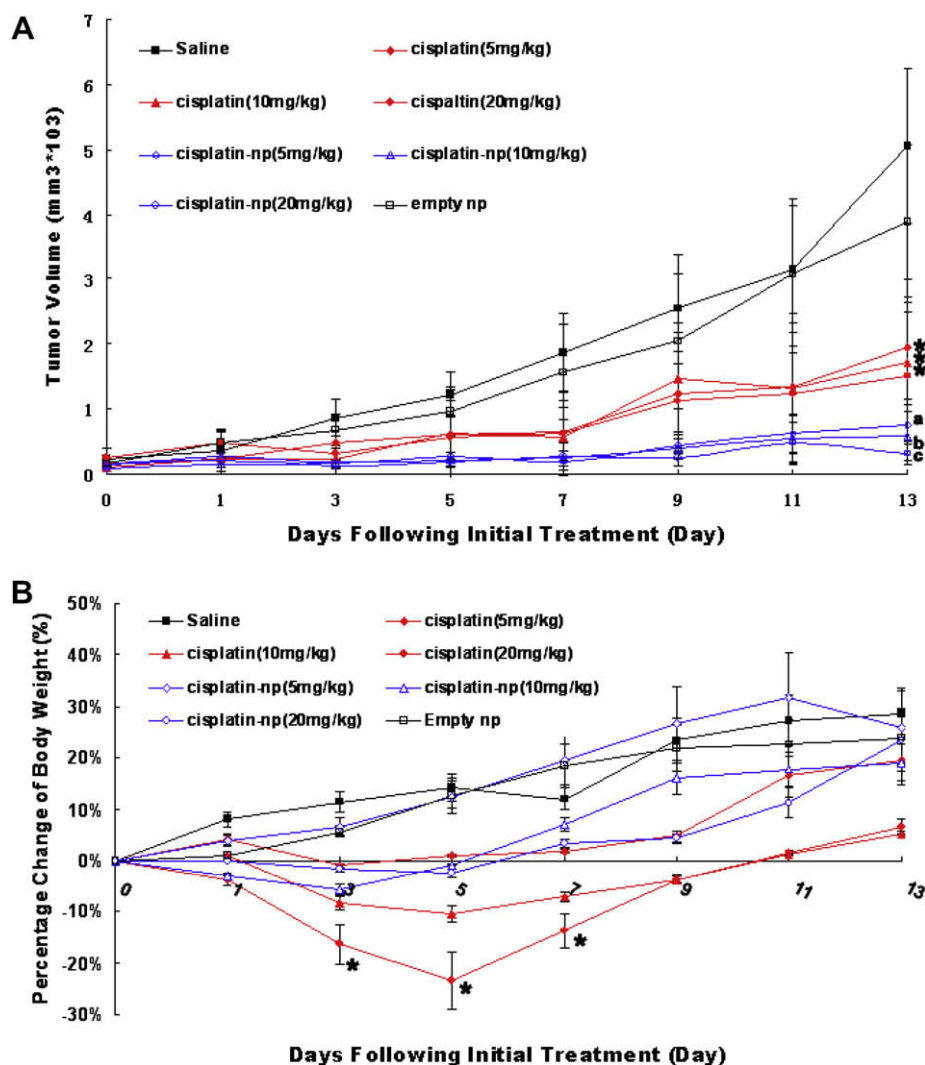 A
Tumor Volume (mm3*103)
7
6
5
4
3
2
1
0
Saline
cisplatin(5mg/kg)
cisplatin(10mg/kg)
cispaltin(20mg/kg)
cisplatin-np(5mg/kg)
cisplatin-np(10mg/kg)
cisplatin-np(20mg/kg)
empty np
*
*
*
a
b
c
0 1 3 5 7 9 11 13
Days Following Initial Treatment (Day)
B
Percentage Change of Body Weight (%)
50%
40%
30%
20%
10%
0%
-10%
-20%
-30%
Saline
cisplatin(5mg/kg)
cisplatin(10mg/kg)
cisplatin(20mg/kg)
cisplatin-np(5mg/kg)
cisplatin-np(10mg/kg)
cisplatin-np(20mg/kg)
Empty np
0 1 3 5 7 9 11 13
*
*
*
Days Following Initial Treatment (Day)